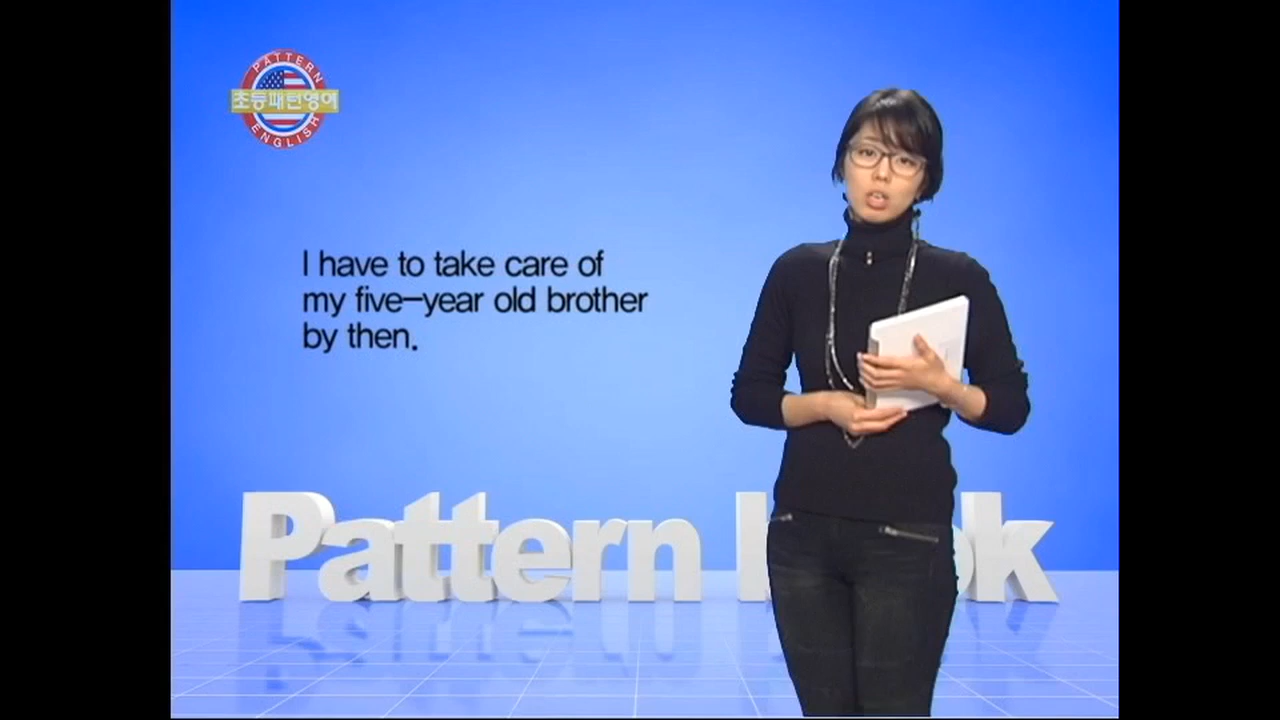 PATTERN
초등패턴영어
ENGLISH
I have to take care of
my five-year old brother
by then.
Pattern